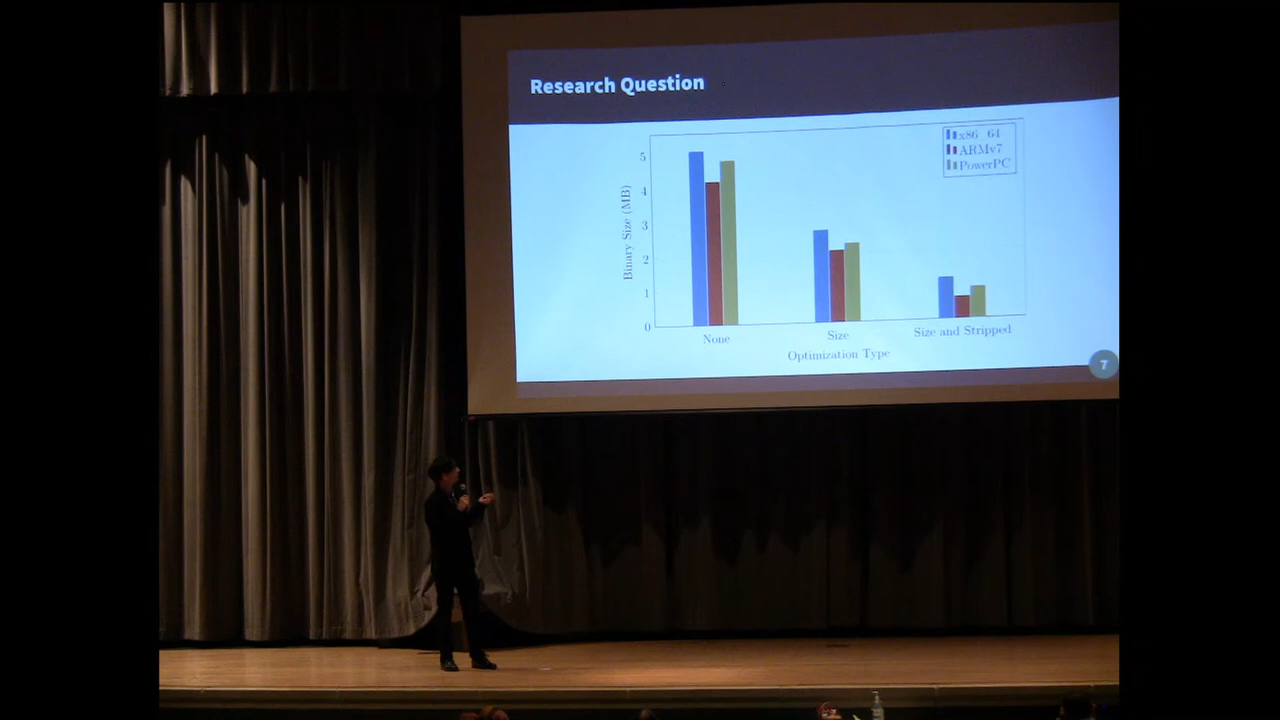 Research Question
x86_64
ARMv7
PowerPC
Binary Size (MB)
5
4
3
2
1
0
None
Size
Size and Stripped
Optimization Type
7